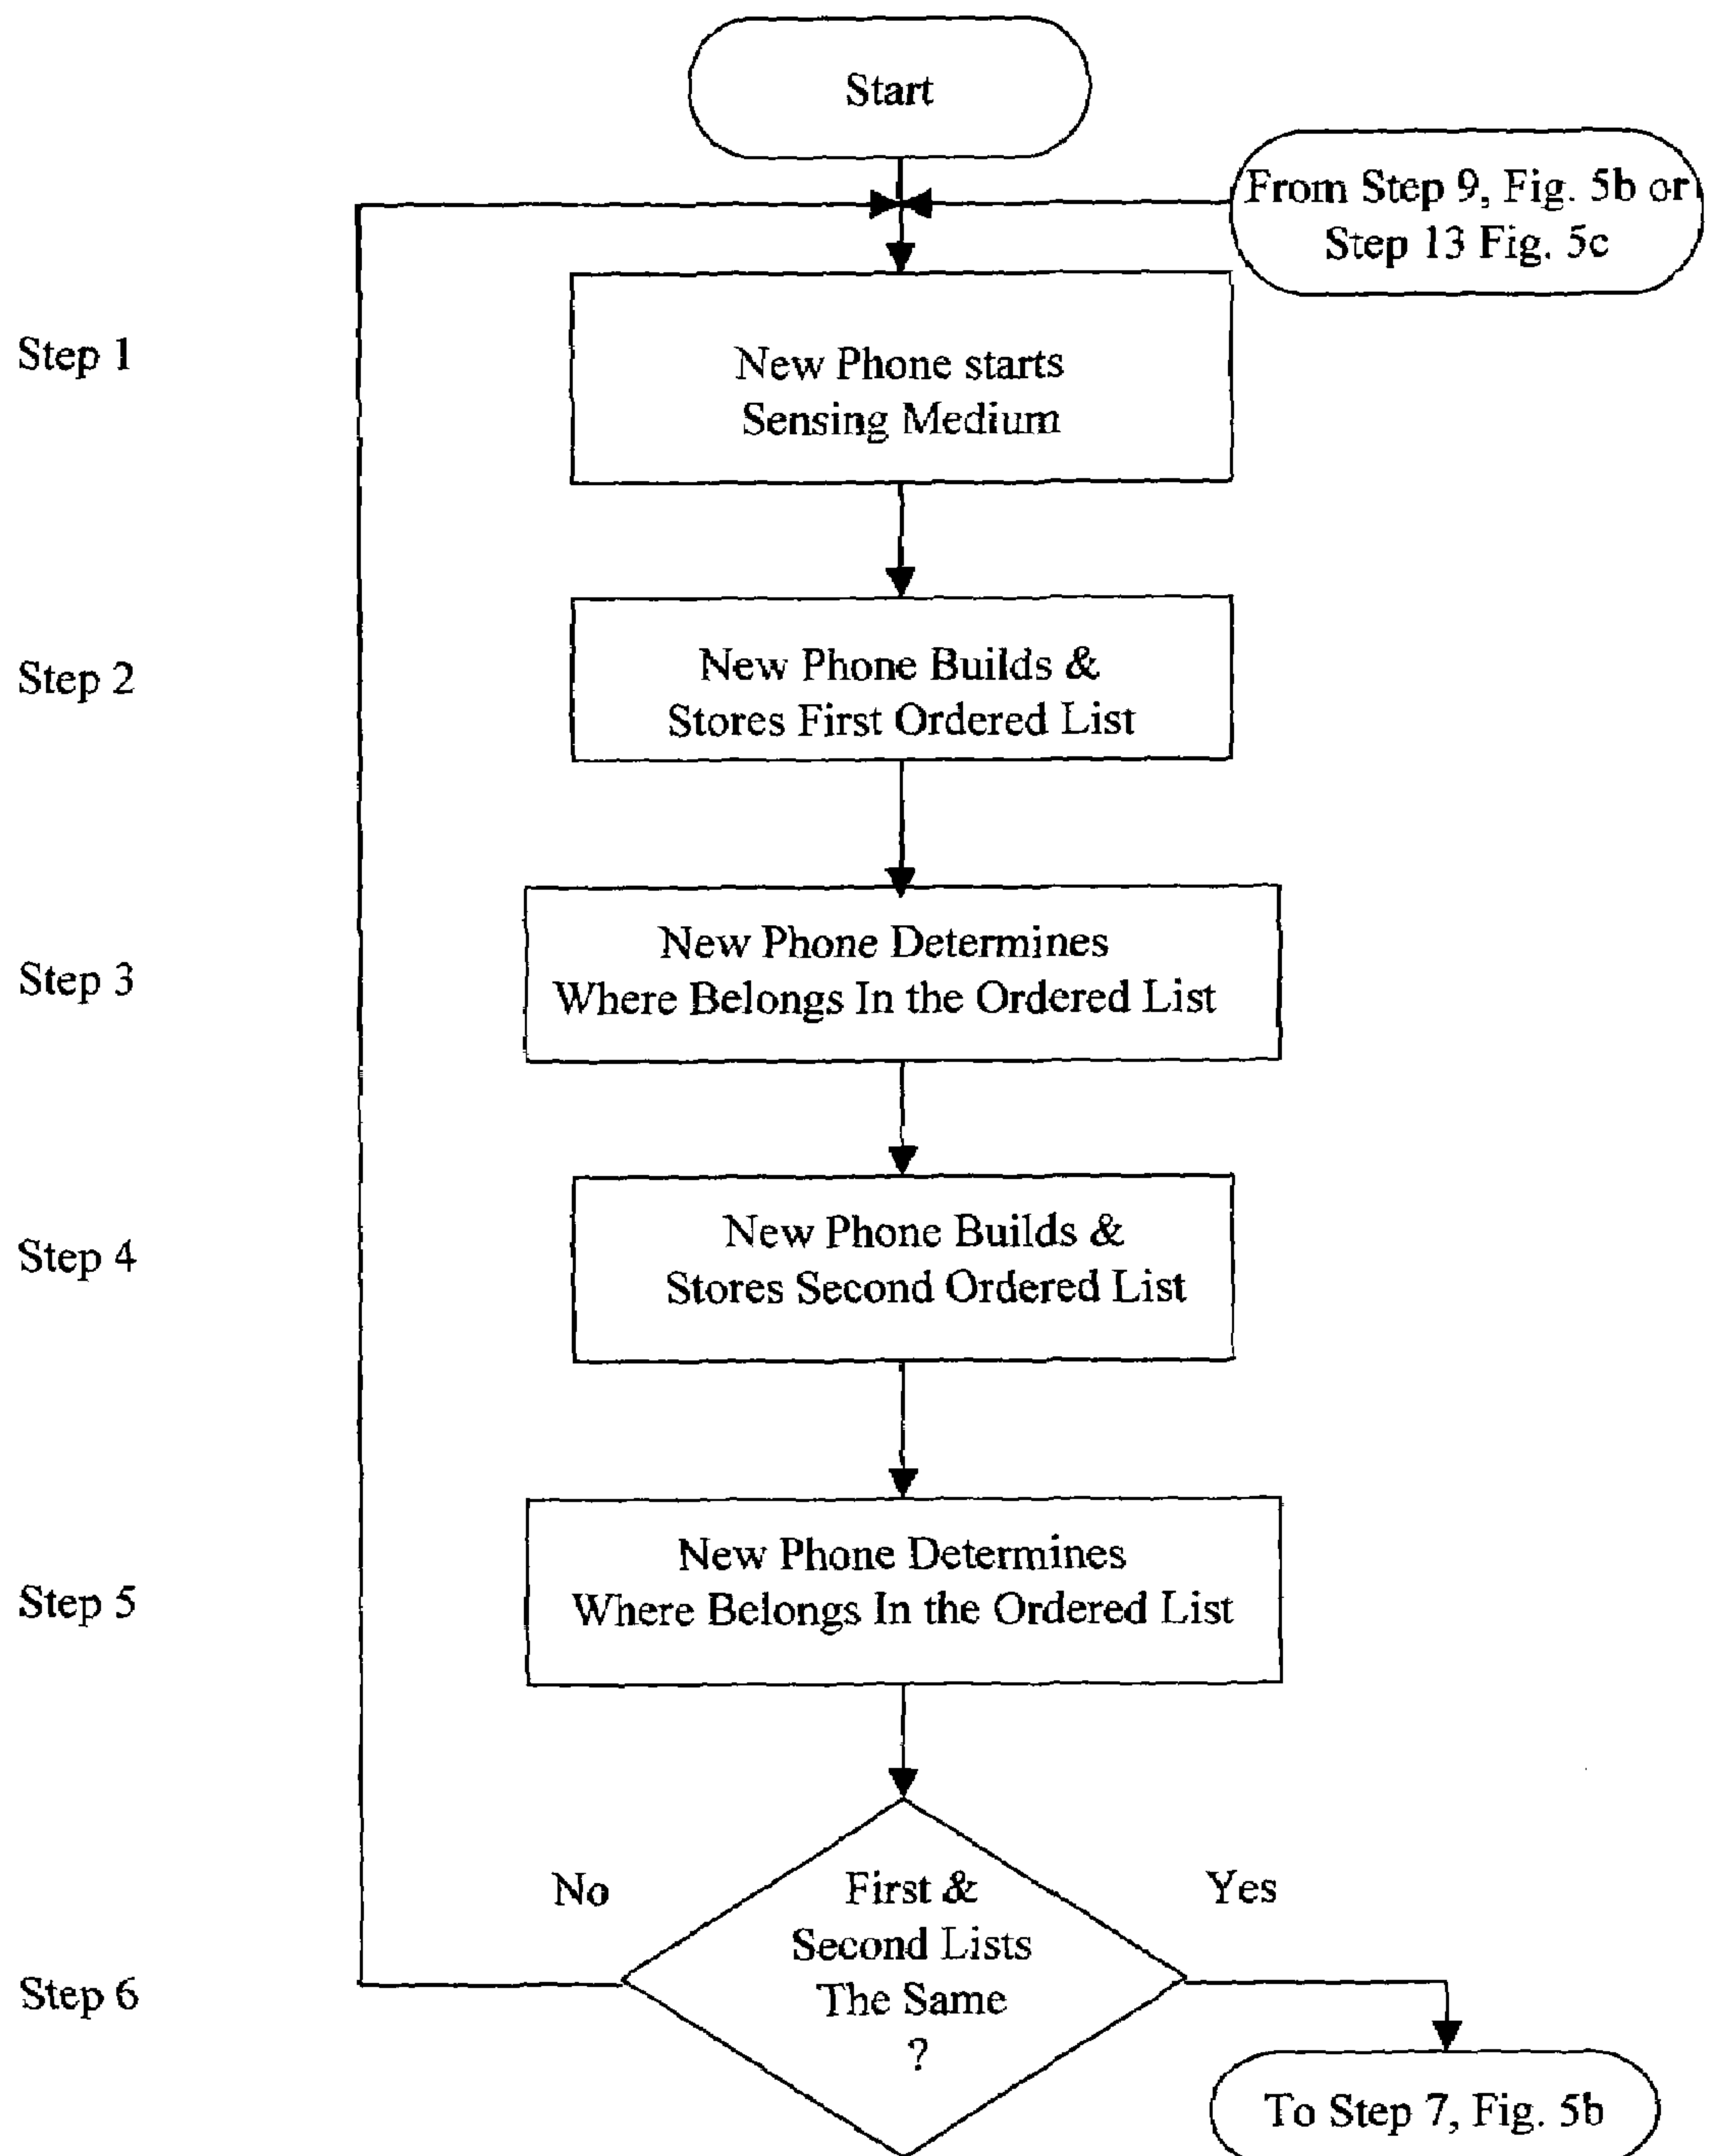 Start
From Step 9, Fig. 5b or
Step 13 Fig. 5c
Step 1
New Phone starts
Sensing Medium
Step 2
New Phone Builds &
Stores First Ordered List
Step 3
New Phone Determines
Where Belongs In the Ordered List
Step 4
New Phone Builds &
Stores Second Ordered List
Step 5
New Phone Determines
Where Belongs In the Ordered List
Step 6
No
First &
Second Lists
The Same
?
Yes
To Step 7, Fig. 5b